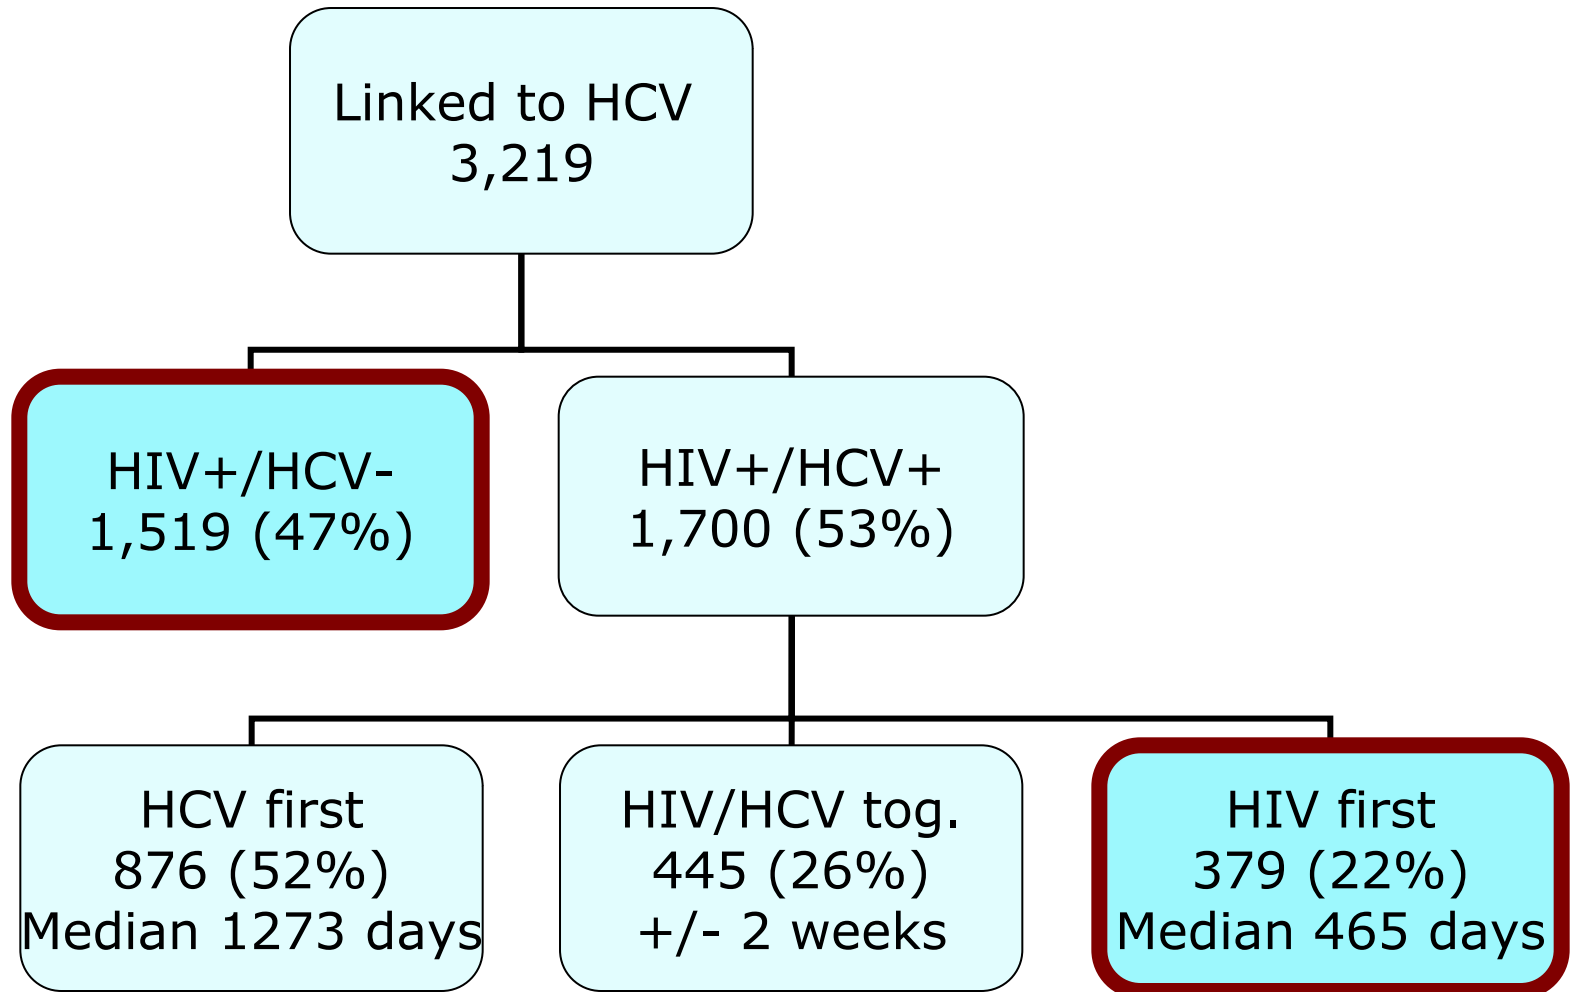 Linked to HCV
3,219
HIV+/HCV-
1,519 (47%)
HIV+/HCV+
1,700 (53%)
HCV first
876 (52%)
Median 1273 days
HIV/HCV tog.
445 (26%)
+/- 2 weeks
HIV first
379 (22%)
Median 465 days